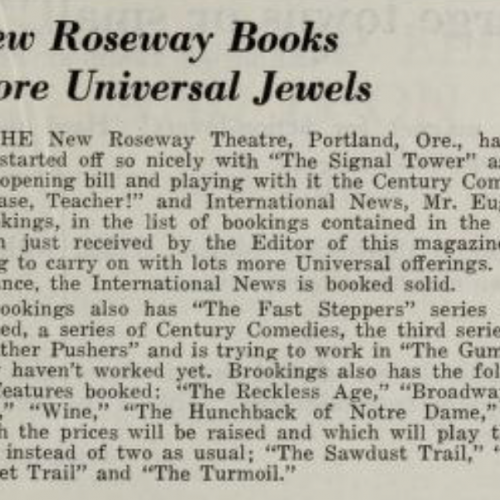 ew Roseway Books
ore Universal Jewels
HE New Roseway Theatre, Portland, Ore., ha
started off so nicely with "The Signal Tower" a
opening bill and playing with it the Century Com
ase, Teacher!" and International News, Mr. Eu
kings, in the list of bookings contained in the
n just received by the Editor of this magazin
g to carry on with lots more Universal offerings.
nce, the International News is booked solid.
ookings also has "The Fast Steppers" series
ed, a series of Century Comedies, the third serie
ther Pushers" and is trying to work in "The Gum
haven't worked yet. Brookings also has the fol
eatures booked: "The Reckless Age," "Broadwa
," "Wine," "The Hunchback of Notre Dame,"
h the prices will be raised and which will play t
instead of two as usual; "The Sawdust Trail," "
et Trail" and "The Turmoil."